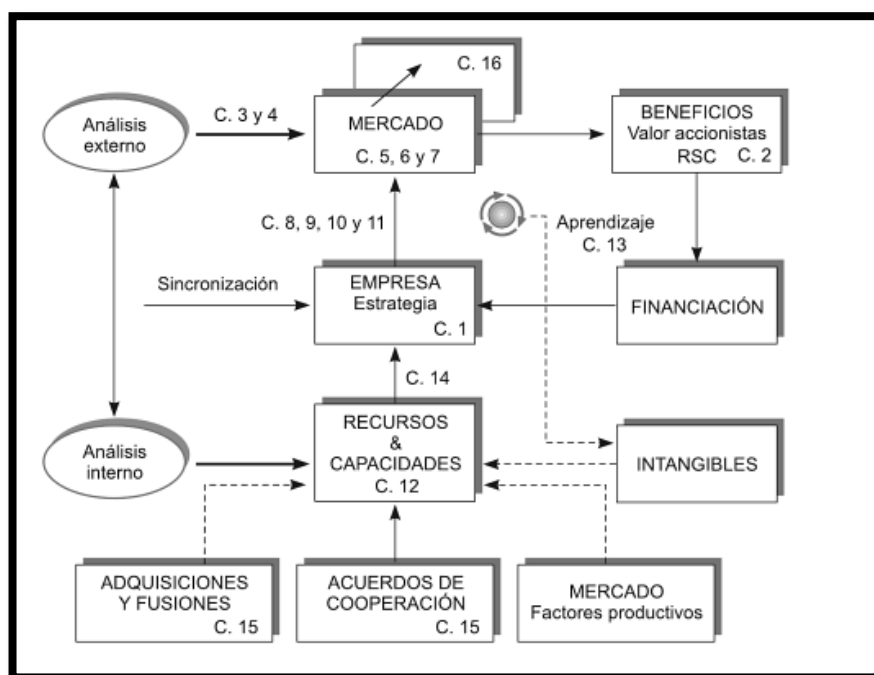 C. 16
Análisis
externo
C. 3 y 4
MERCADO
C. 5, 6 y 7
BENEFICIOS
Valor accionistas
RSC C. 2
C. 8, 9, 10 y 11
Aprendizaje
C. 13
Sincronización
EMPRESA
Estrategia
C. 1
FINANCIACIÓN
C. 14
Análisis
interno
RECURSOS
&
CAPACIDADES
C. 12
INTANGIBLES
ADQUISICIONES
Y FUSIONES
C. 15
ACUERDOS DE
COOPERACIÓN
C. 15
MERCADO
Factores productivos